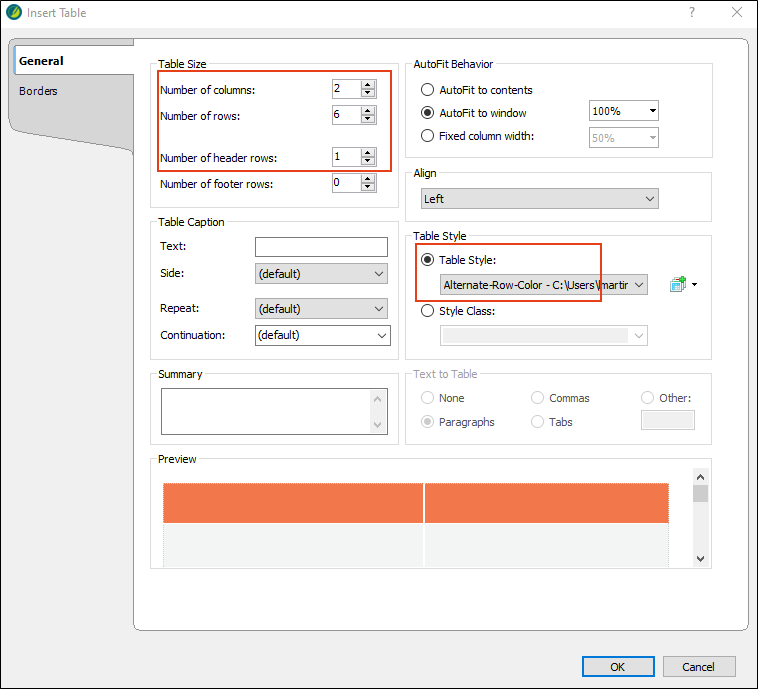 Insert Table
General
Borders
Table Size
Number of columns: 2
Number of rows: 6
Number of header rows: 1
Number of footer rows: 0
AutoFit Behavior
AutoFit to contents
AutoFit to window 100%
Fixed column width: 50%
Align
Left
Table Caption
Text:
Side: (default)
Repeat: (default)
Continuation: (default)
Table Style
Table Style:
Alternate-Row-Color - C:\Users\martir
Style Class:
Summary
Text to Table
None Commas Other:
Paragraphs Tabs
Preview
OK Cancel